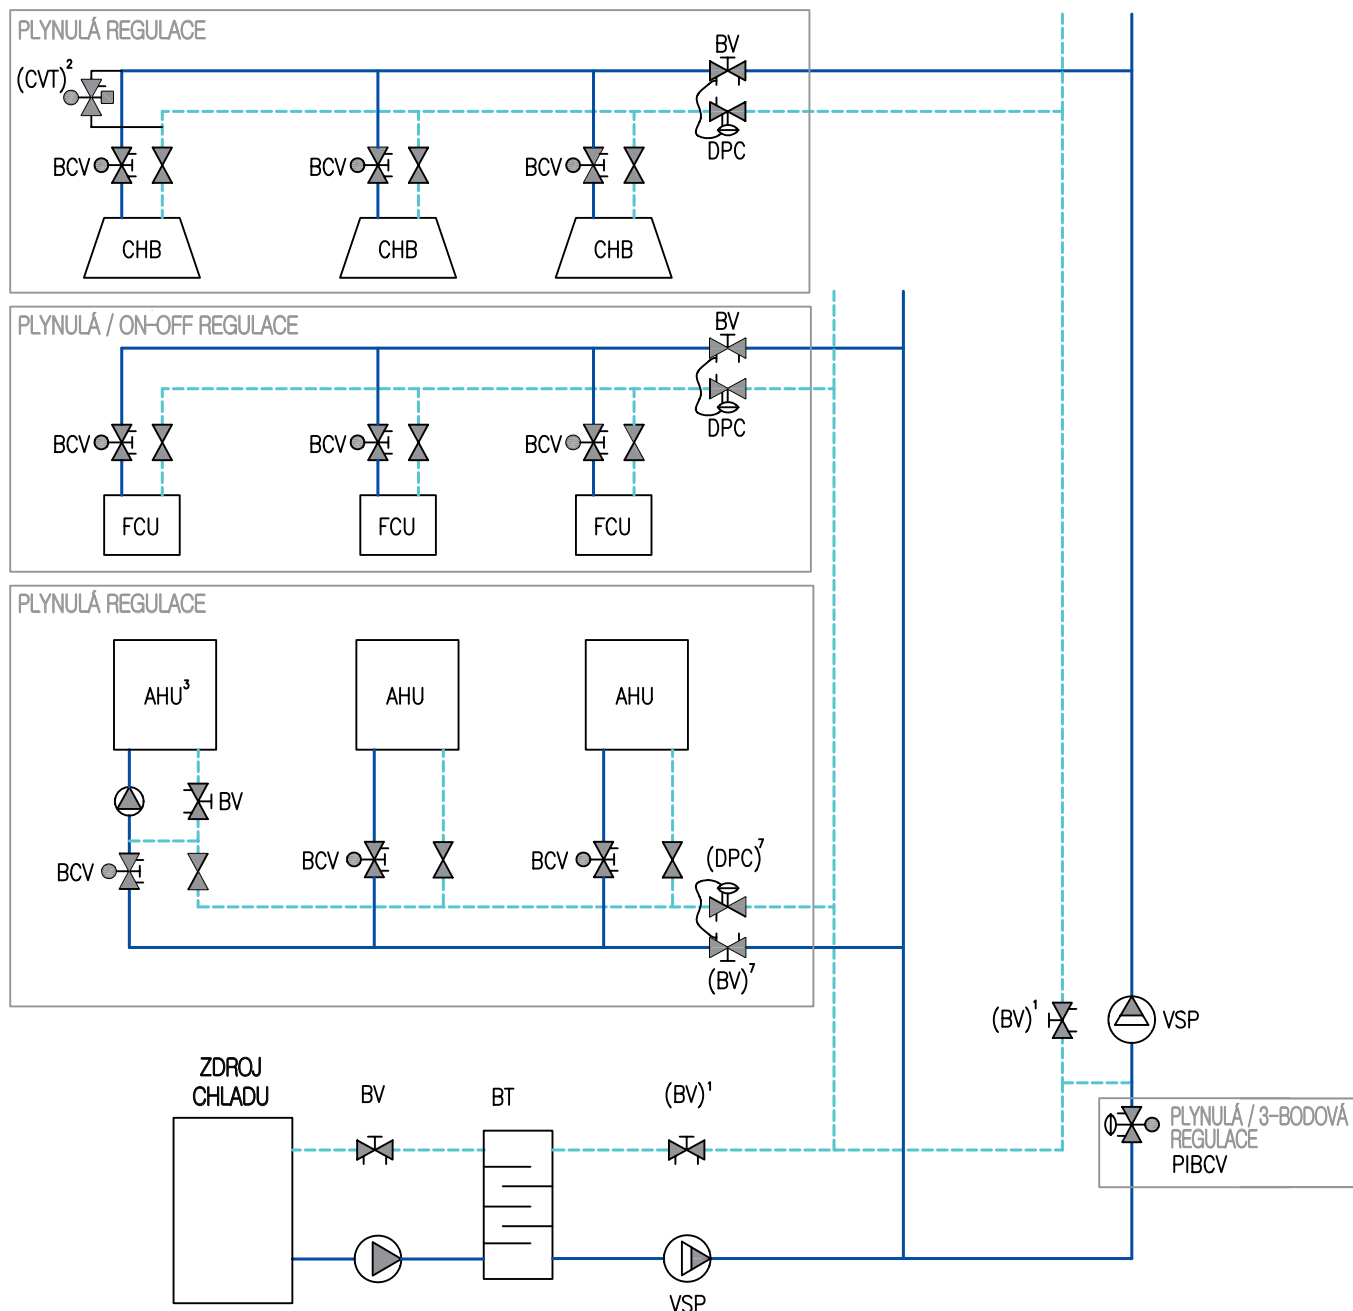 PLYNULÁ REGULACE
(CVT)²
BV
DPC
BCV
BCV
BCV
CHB
CHB
CHB
PLYNULÁ / ON-OFF REGULACE
BV
DPC
BCV
BCV
BCV
FCU
FCU
FCU
PLYNULÁ REGULACE
AHU³
AHU
AHU
BV
BCV
BCV
BCV
(DPC)⁷
(BV)⁷
(BV)¹
VSP
ZDROJ
CHLADU
BV
BT
(BV)¹
PLYNULÁ / 3-BODOVÁ
REGULACE
PIBCV
VSP